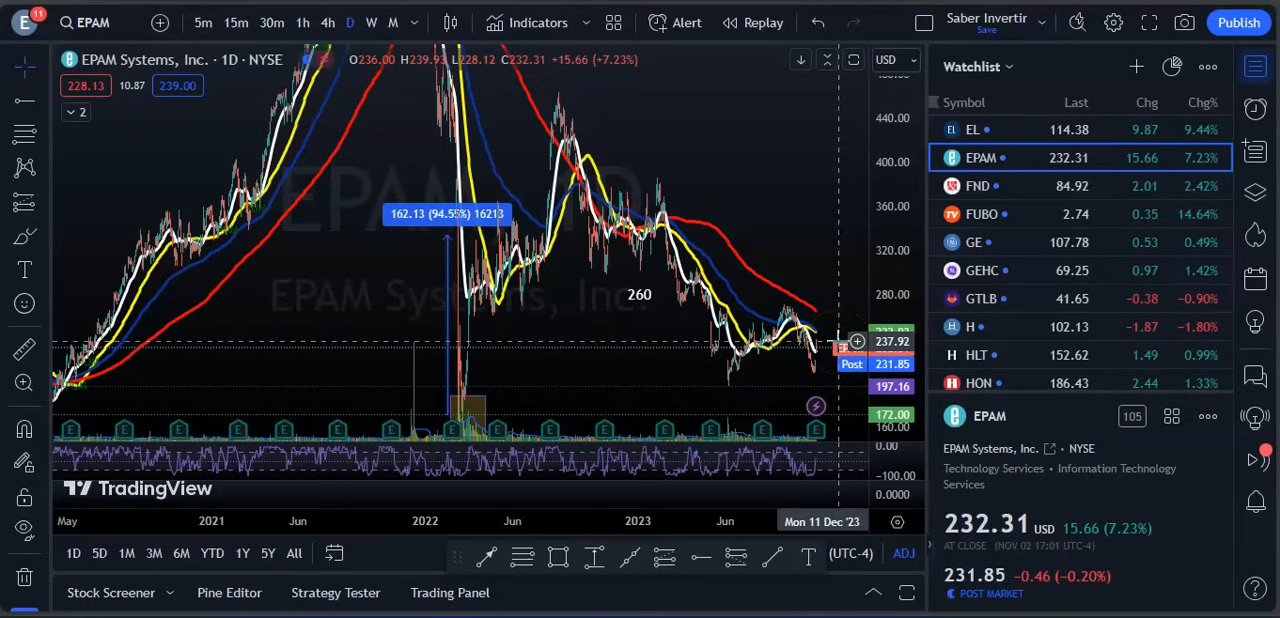 E 11 EPAM 5m 15m 30m 1h 4h D W M Indicators Alert Replay Saber Invertir Save Publish
EPAM Systems, Inc. · 1D · NYSE O236.00 H239.93 L228.12 C232.31 +15.66 (+7.23%) USD
228.13 10.87 239.00
2
440.00
400.00
360.00
320.00
280.00
162.13 (94.55%) 16213
EPAM
EPAM Systems, Inc.
260
237.92
Post 231.85
197.16
172.00
160.00
E E E E E E E E E E E E E E E
0.00
-100.00
0.0000
TradingView
May 2021 Jun 2022 Jun 2023 Jun Mon 11 Dec '23
1D 5D 1M 3M 6M YTD 1Y 5Y All (UTC-4) ADJ
Stock Screener Pine Editor Strategy Tester Trading Panel
Watchlist
Symbol Last Chg Chg%
EL 114.38 9.87 9.44%
EPAM 232.31 15.66 7.23%
FND 84.92 2.01 2.42%
FUBO 2.74 0.35 14.64%
GE 107.78 0.53 0.49%
GEHC 69.25 0.97 1.42%
GTLB 41.65 -0.38 -0.90%
H 102.13 -1.87 -1.80%
HLT 152.62 1.49 0.99%
HON 186.43 2.44 1.33%
EPAM 105
EPAM Systems, Inc. • NYSE
Technology Services • Information Technology
Services
232.31 USD 15.66 (7.23%)
AT CLOSE (NOV 02 17:01 UTC-4)
231.85 -0.46 (-0.20%)
POST MARKET